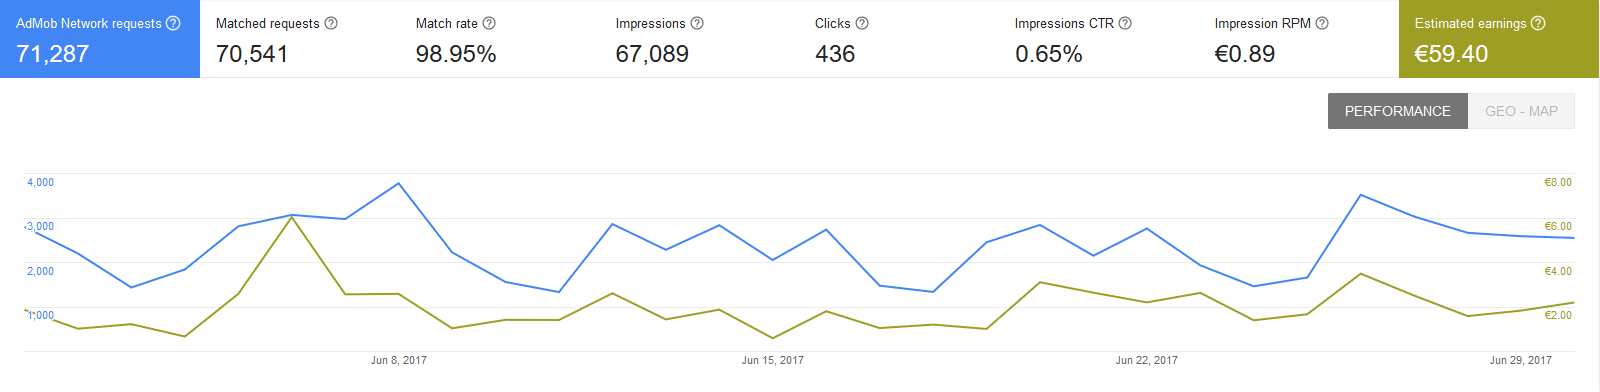 AdMob Network requests ? Matched requests ? Match rate ? Impressions ? Clicks ? Impressions CTR ? Impression RPM ? Estimated earnings ?
71,287 70,541 98.95% 67,089 436 0.65% €0.89 €59.40
PERFORMANCE GEO - MAP
4,000 €8.00
3,000 €6.00
2,000 €4.00
1,000 €2.00
Jun 8, 2017 Jun 15, 2017 Jun 22, 2017 Jun 29, 2017